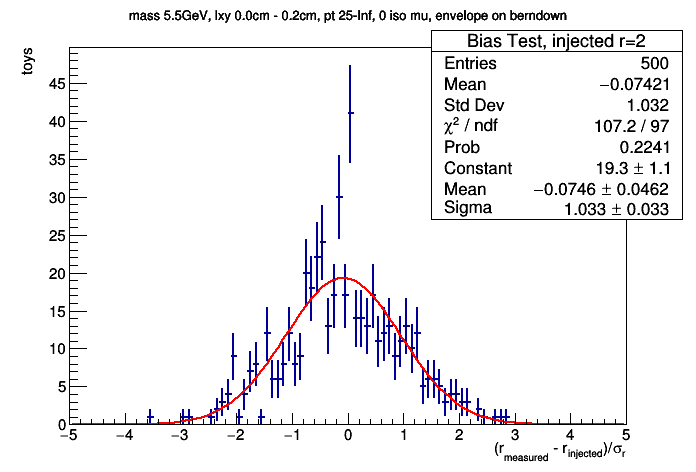 mass 5.5GeV, lxy 0.0cm - 0.2cm, pt 25-Inf, 0 iso mu, envelope on berndown
Bias Test, injected r=2
Entries 500
Mean −0.07421
Std Dev 1.032
χ² / ndf 107.2 / 97
Prob 0.2241
Constant 19.3 ± 1.1
Mean −0.0746 ± 0.0462
Sigma 1.033 ± 0.033
toys
45
40
35
30
25
20
15
10
5
0
−5 −4 −3 −2 −1 0 1 2 3 4 5
(r_measured - r_injected)/σ_r